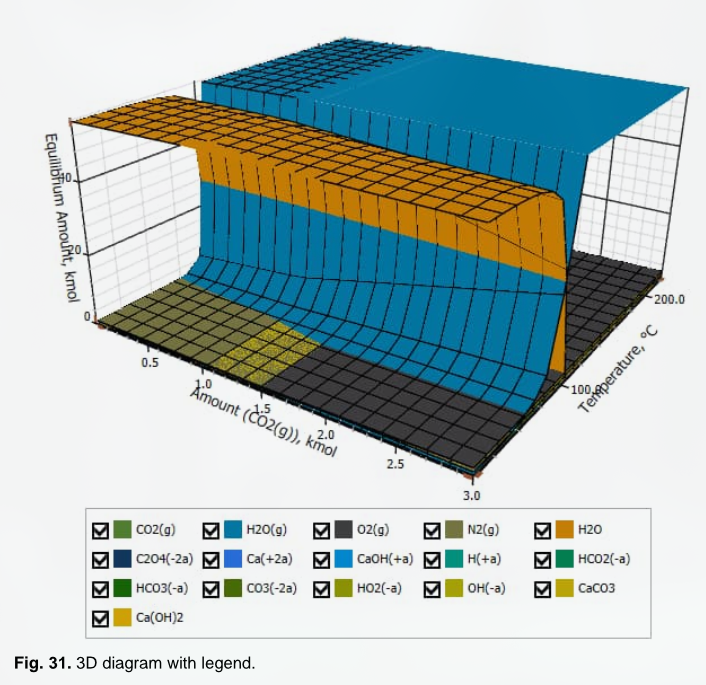 Equilibrium Amount, kmol
40
20
0
0.5
1.0
1.5
2.0
2.5
3.0
Amount (CO2(g)), kmol
100.0
200.0
Temperature, °C
CO2(g) H2O(g) O2(g) N2(g) H2O
C2O4(-2a) Ca(+2a) CaOH(+a) H(+a) HCO2(-a)
HCO3(-a) CO3(-2a) HO2(-a) OH(-a) CaCO3
Ca(OH)2
Fig. 31. 3D diagram with legend.